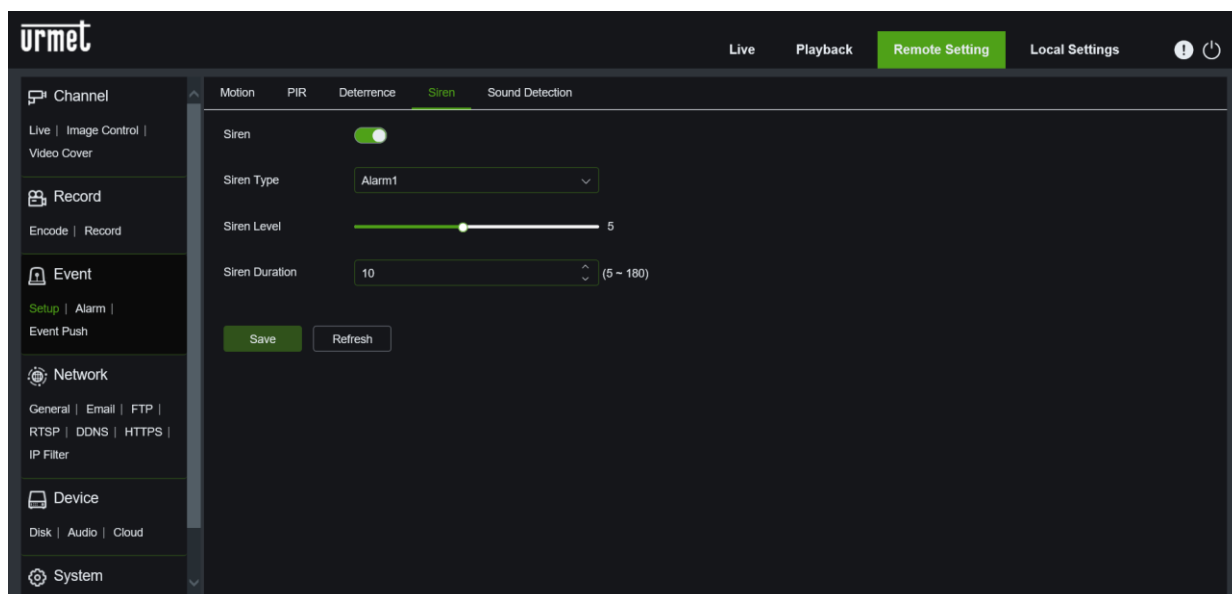 urmet
Live Playback Remote Setting Local Settings
Channel
Live | Image Control |
Video Cover
Record
Encode | Record
Event
Setup | Alarm |
Event Push
Network
General | Email | FTP |
RTSP | DDNS | HTTPS |
IP Filter
Device
Disk | Audio | Cloud
System
Motion PIR Deterrence Siren Sound Detection
Siren
Siren Type Alarm1
Siren Level 5
Siren Duration 10 (5 ~ 180)
Save Refresh